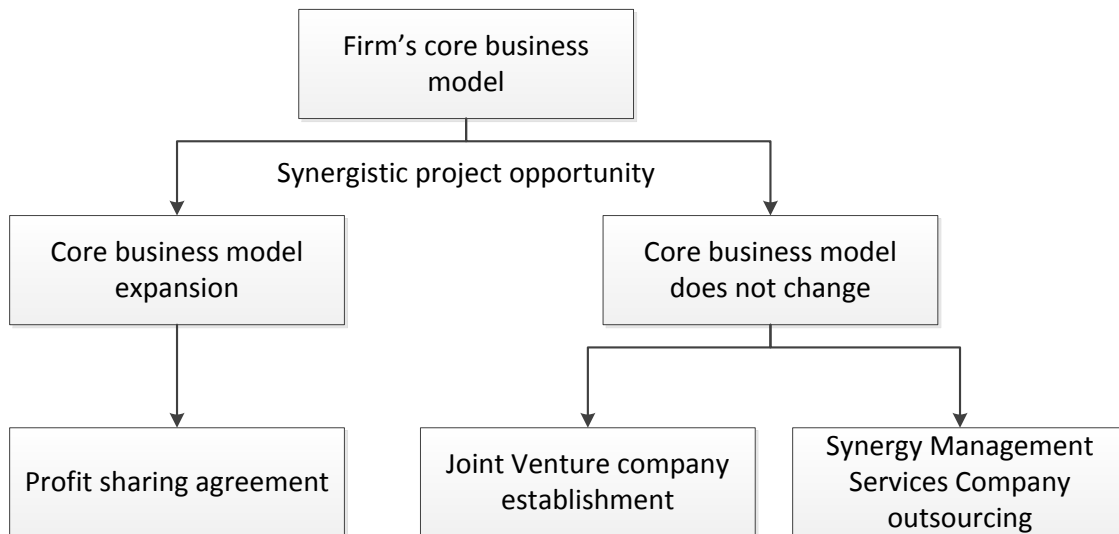 Firm’s core business
model
Synergistic project opportunity
Core business model
expansion
Core business model
does not change
Profit sharing agreement
Joint Venture company
establishment
Synergy Management
Services Company
outsourcing